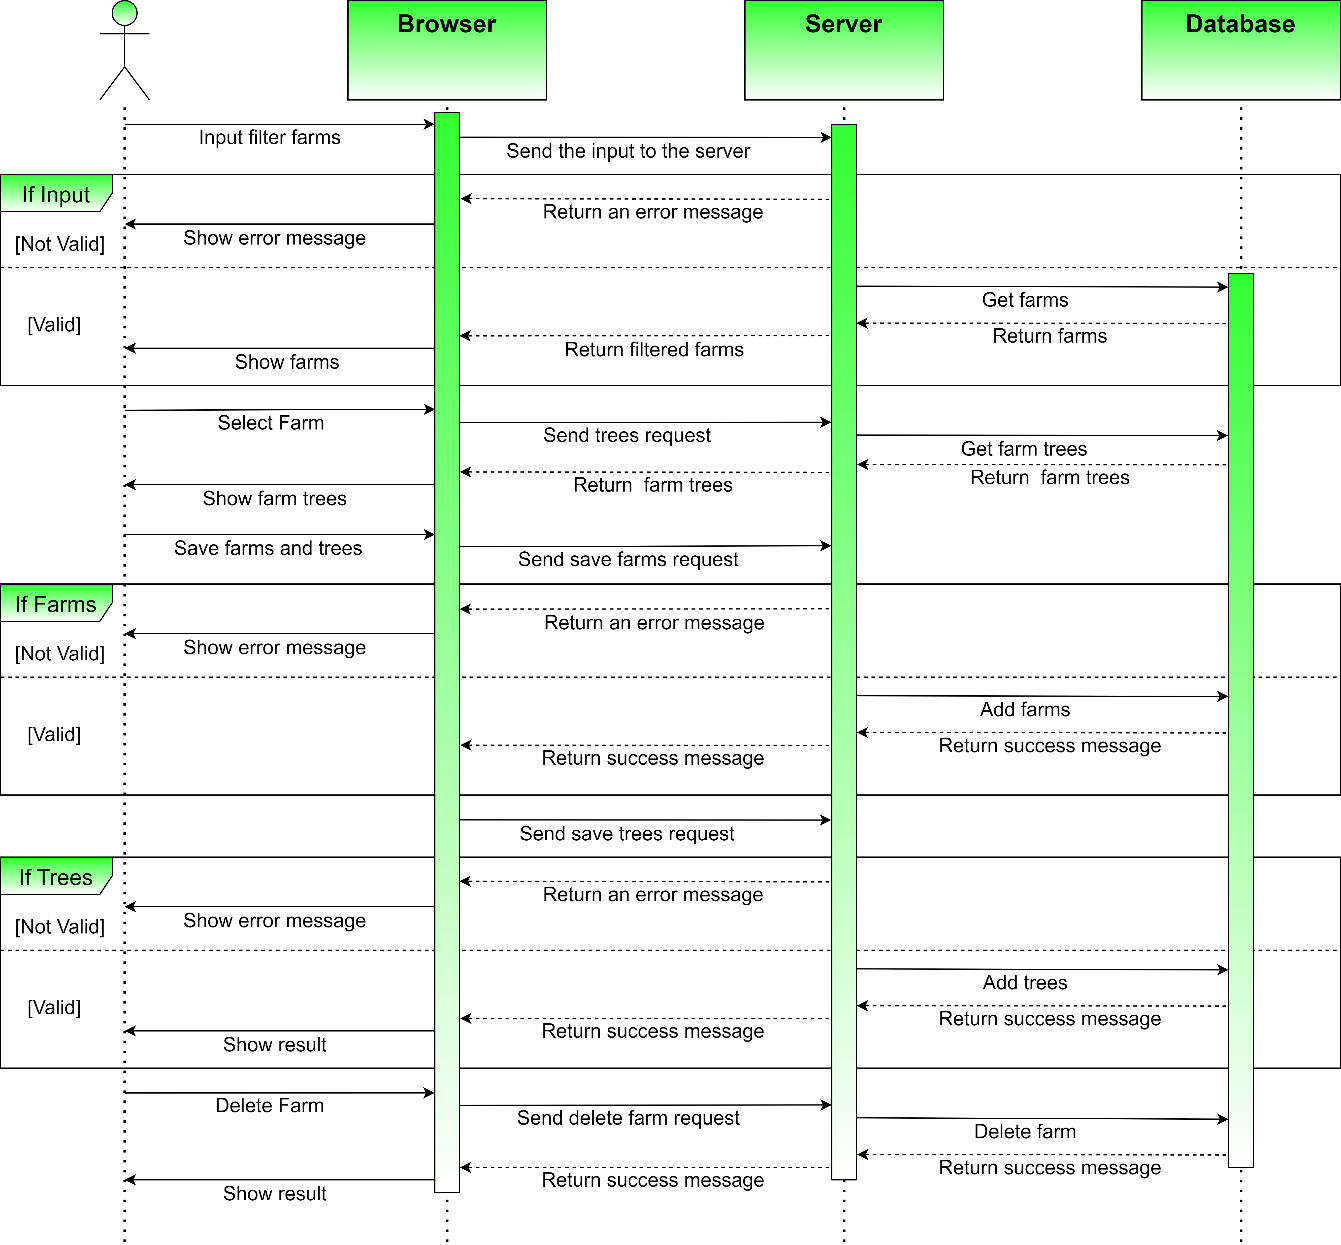 Browser
Server
Database
Input filter farms
Send the input to the server
If Input
Return an error message
Show error message
[Not Valid]
Get farms
[Valid]
Return farms
Return filtered farms
Show farms
Select Farm
Send trees request
Get farm trees
Return farm trees
Return farm trees
Show farm trees
Save farms and trees
Send save farms request
If Farms
Return an error message
Show error message
[Not Valid]
Add farms
[Valid]
Return success message
Return success message
Send save trees request
If Trees
Return an error message
Show error message
[Not Valid]
Add trees
[Valid]
Return success message
Return success message
Show result
Delete Farm
Send delete farm request
Delete farm
Return success message
Return success message
Show result